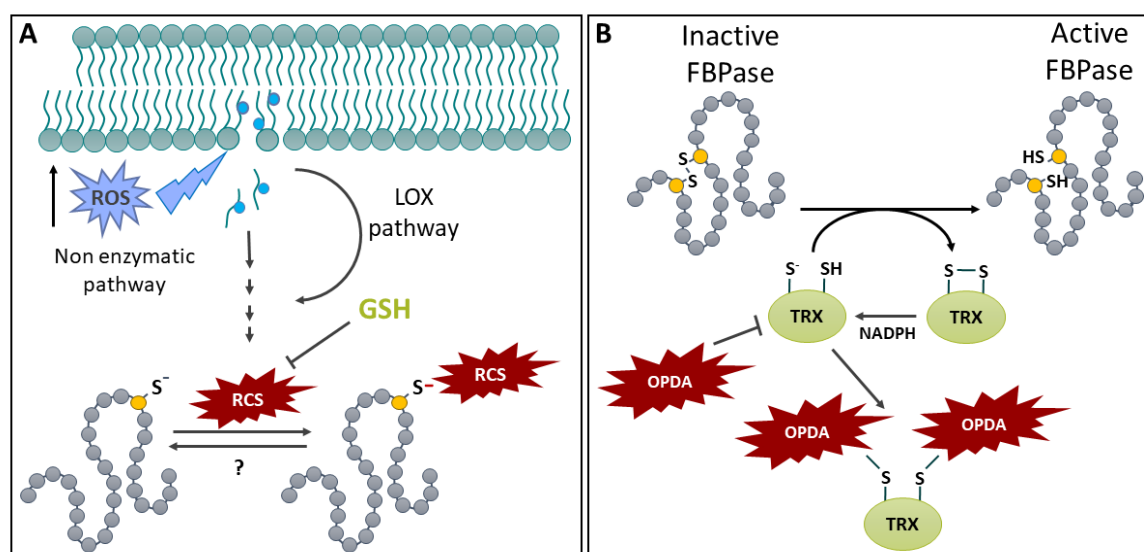 A
ROS
Non enzymatic
pathway
LOX
pathway
GSH
S⁻
RCS
S
RCS
?
B
Inactive
FBPase
Active
FBPase
S
S
HS
SH
S⁻
SH
S
S
TRX
NADPH
TRX
OPDA
OPDA
OPDA
S
S
TRX